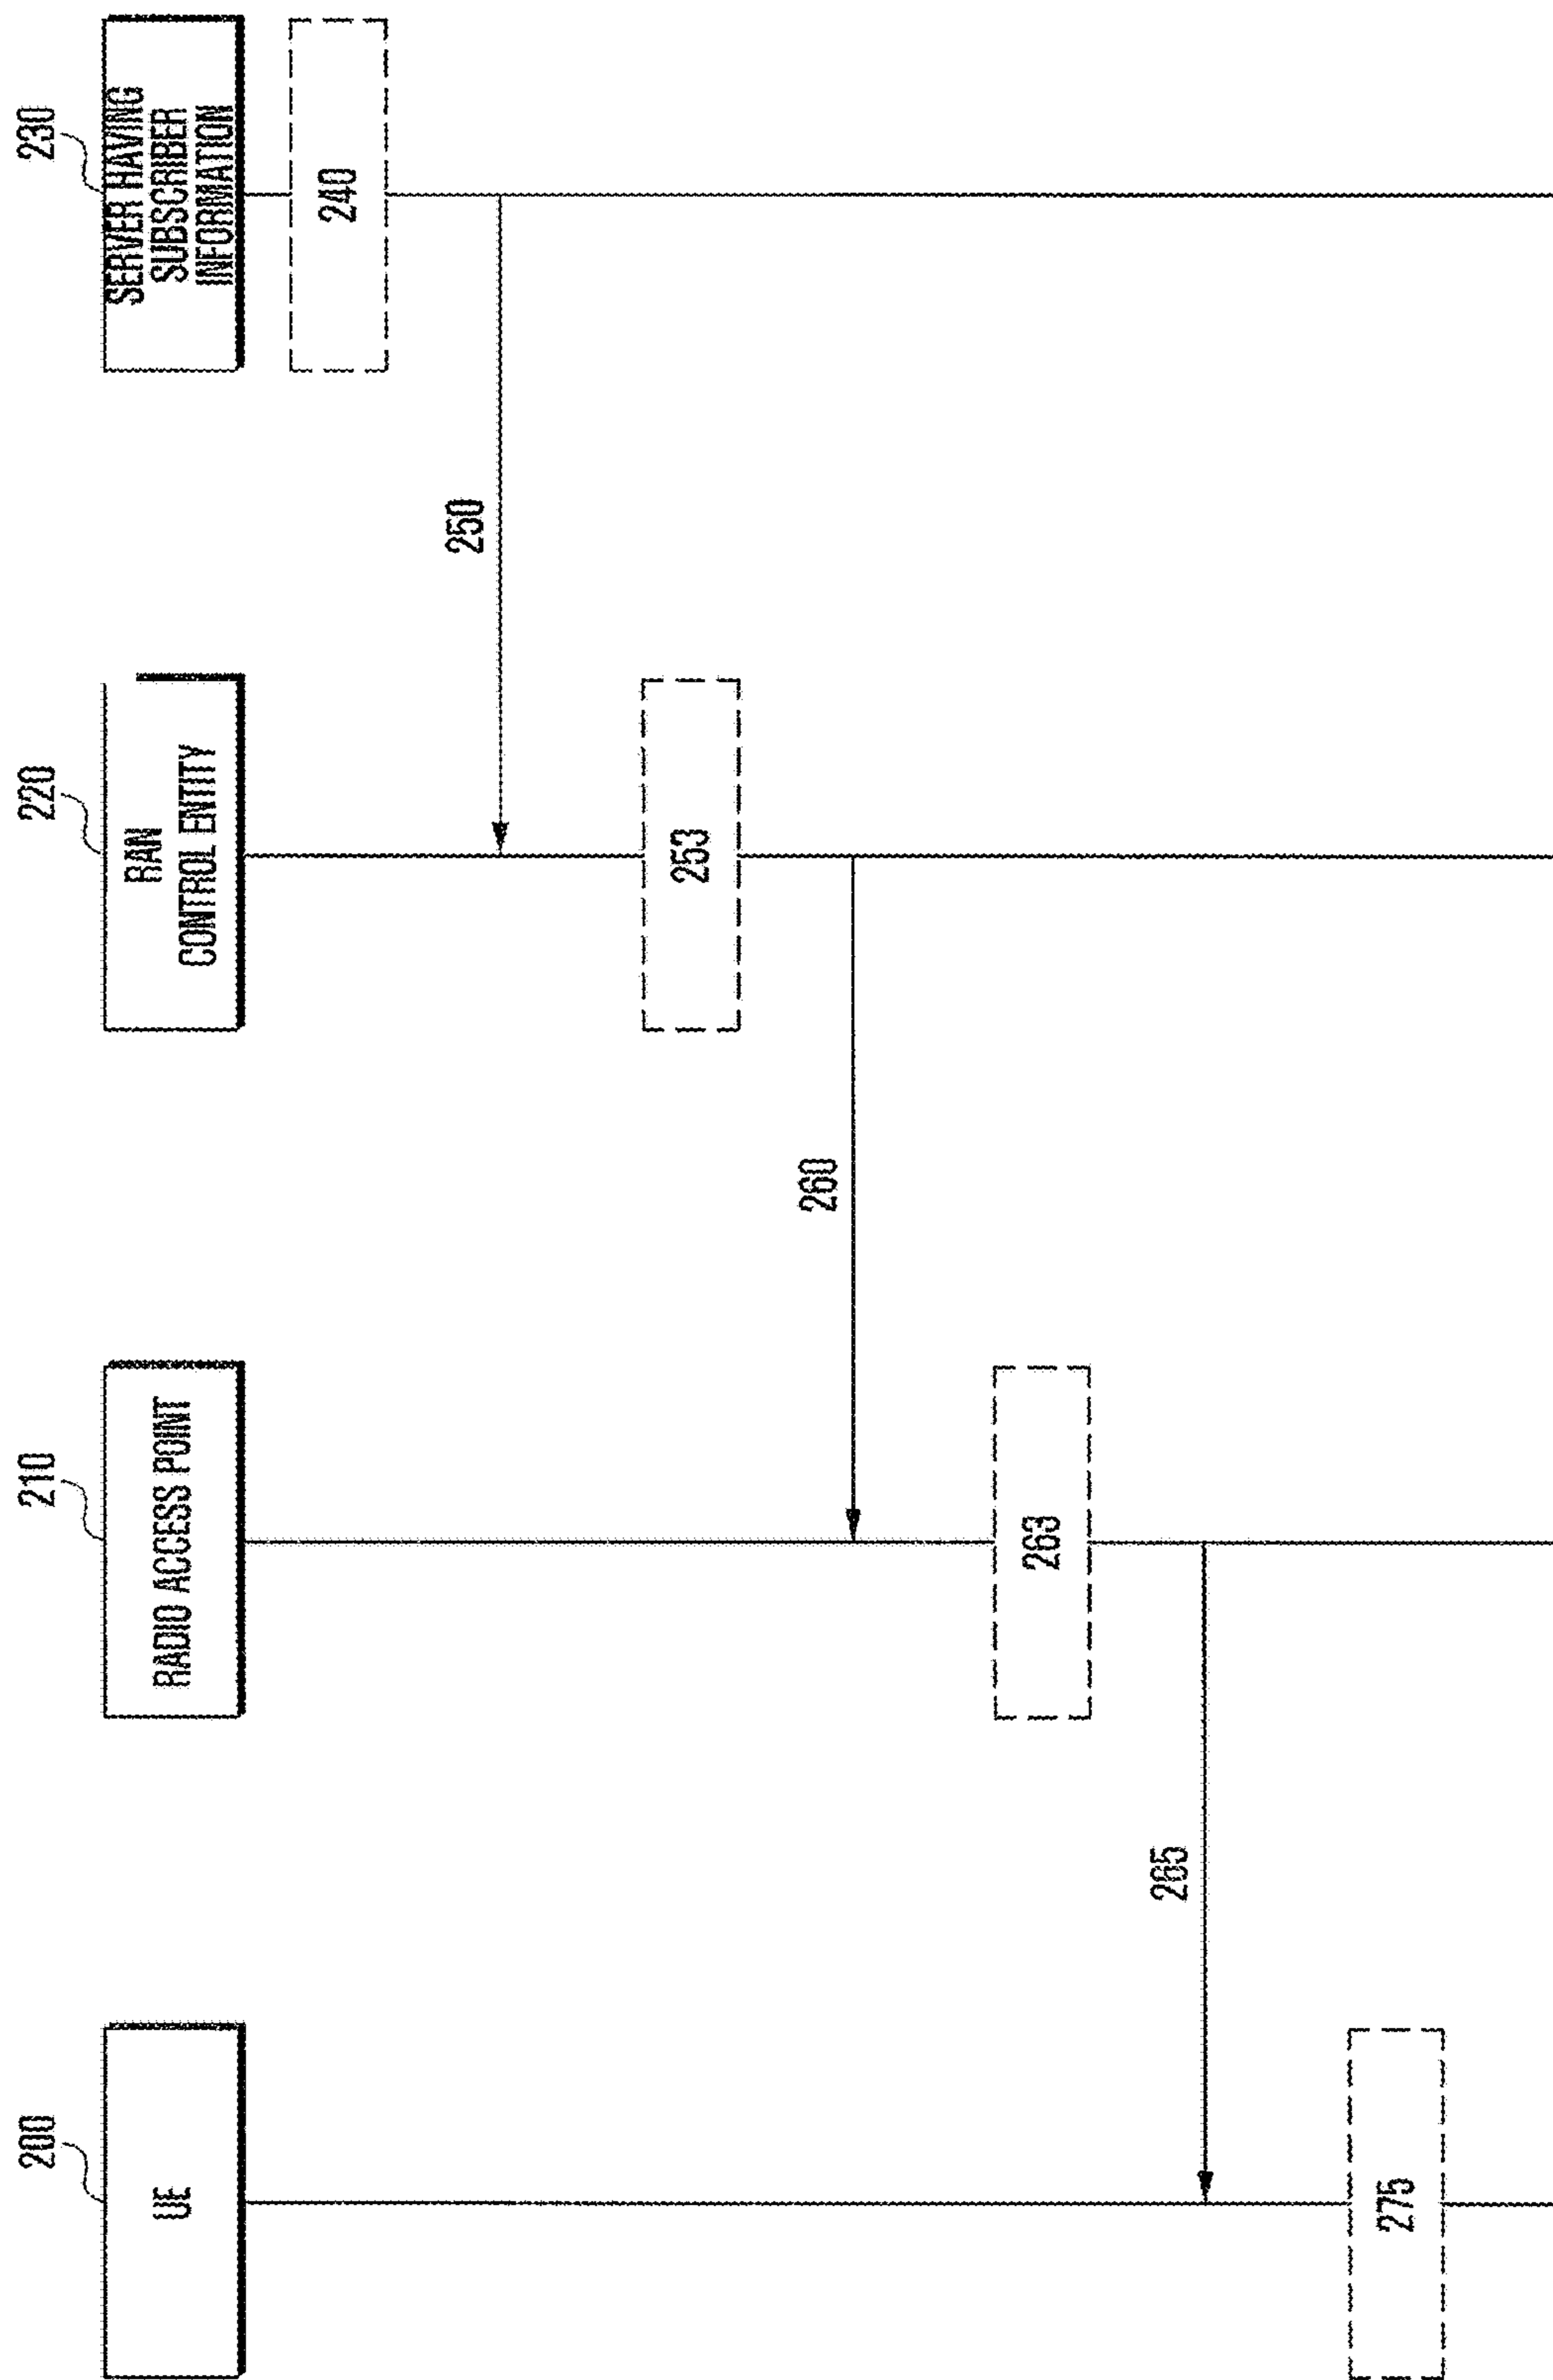 200
210
220
230
UE
RADIO ACCESS POINT
RAN
CONTROL ENTITY
SERVER HAVING
SUBSCRIBER
INFORMATION
240
250
253
260
263
265
275